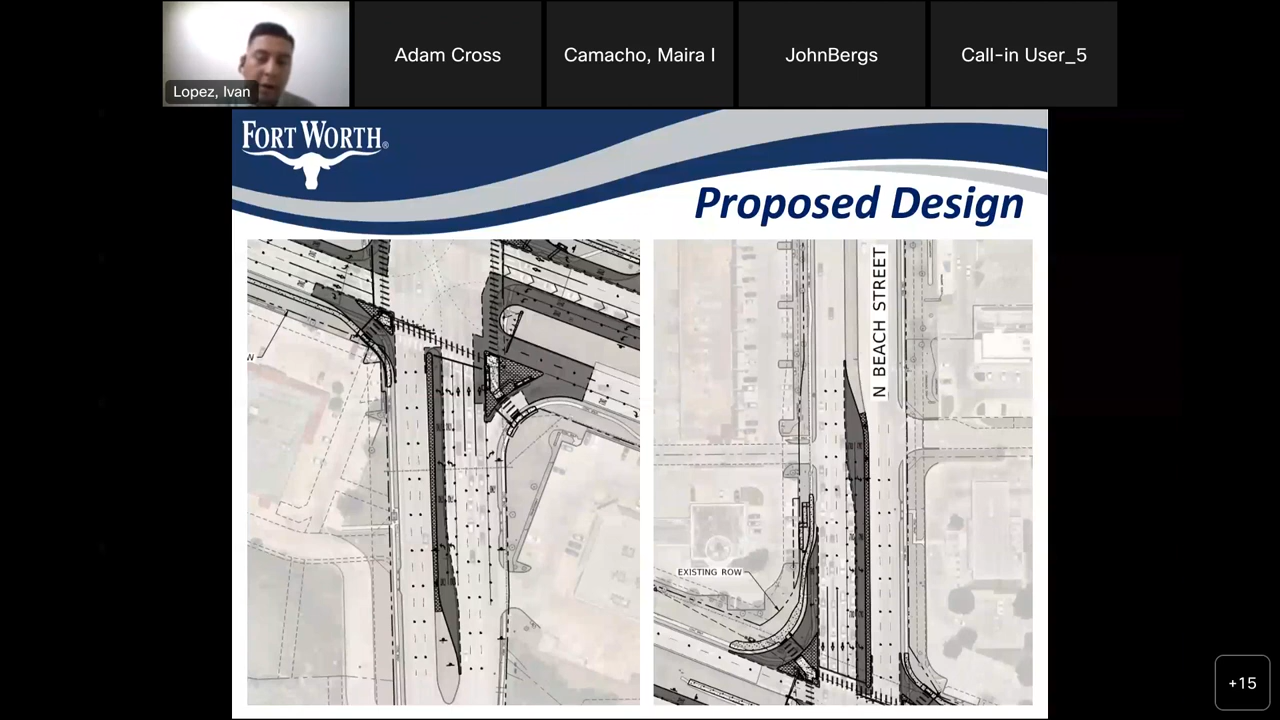 Lopez, Ivan
Adam Cross
Camacho, Maira I
JohnBergs
Call-in User_5
FORT WORTH®
Proposed Design
W
N BEACH STREET
EXISTING ROW
+15